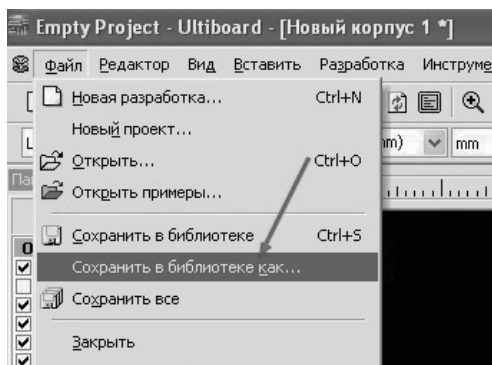 Empty Project - Ultiboard - [Новый корпус 1 *]
Файл Редактор Вид Вставить Разработка
Новая разработка... Ctrl+N
Новый проект...
mm
Открыть... Ctrl+O
Открыть примеры...
Сохранить в библиотеке Ctrl+S
Сохранить в библиотеке как...
Сохранить все
Закрыть